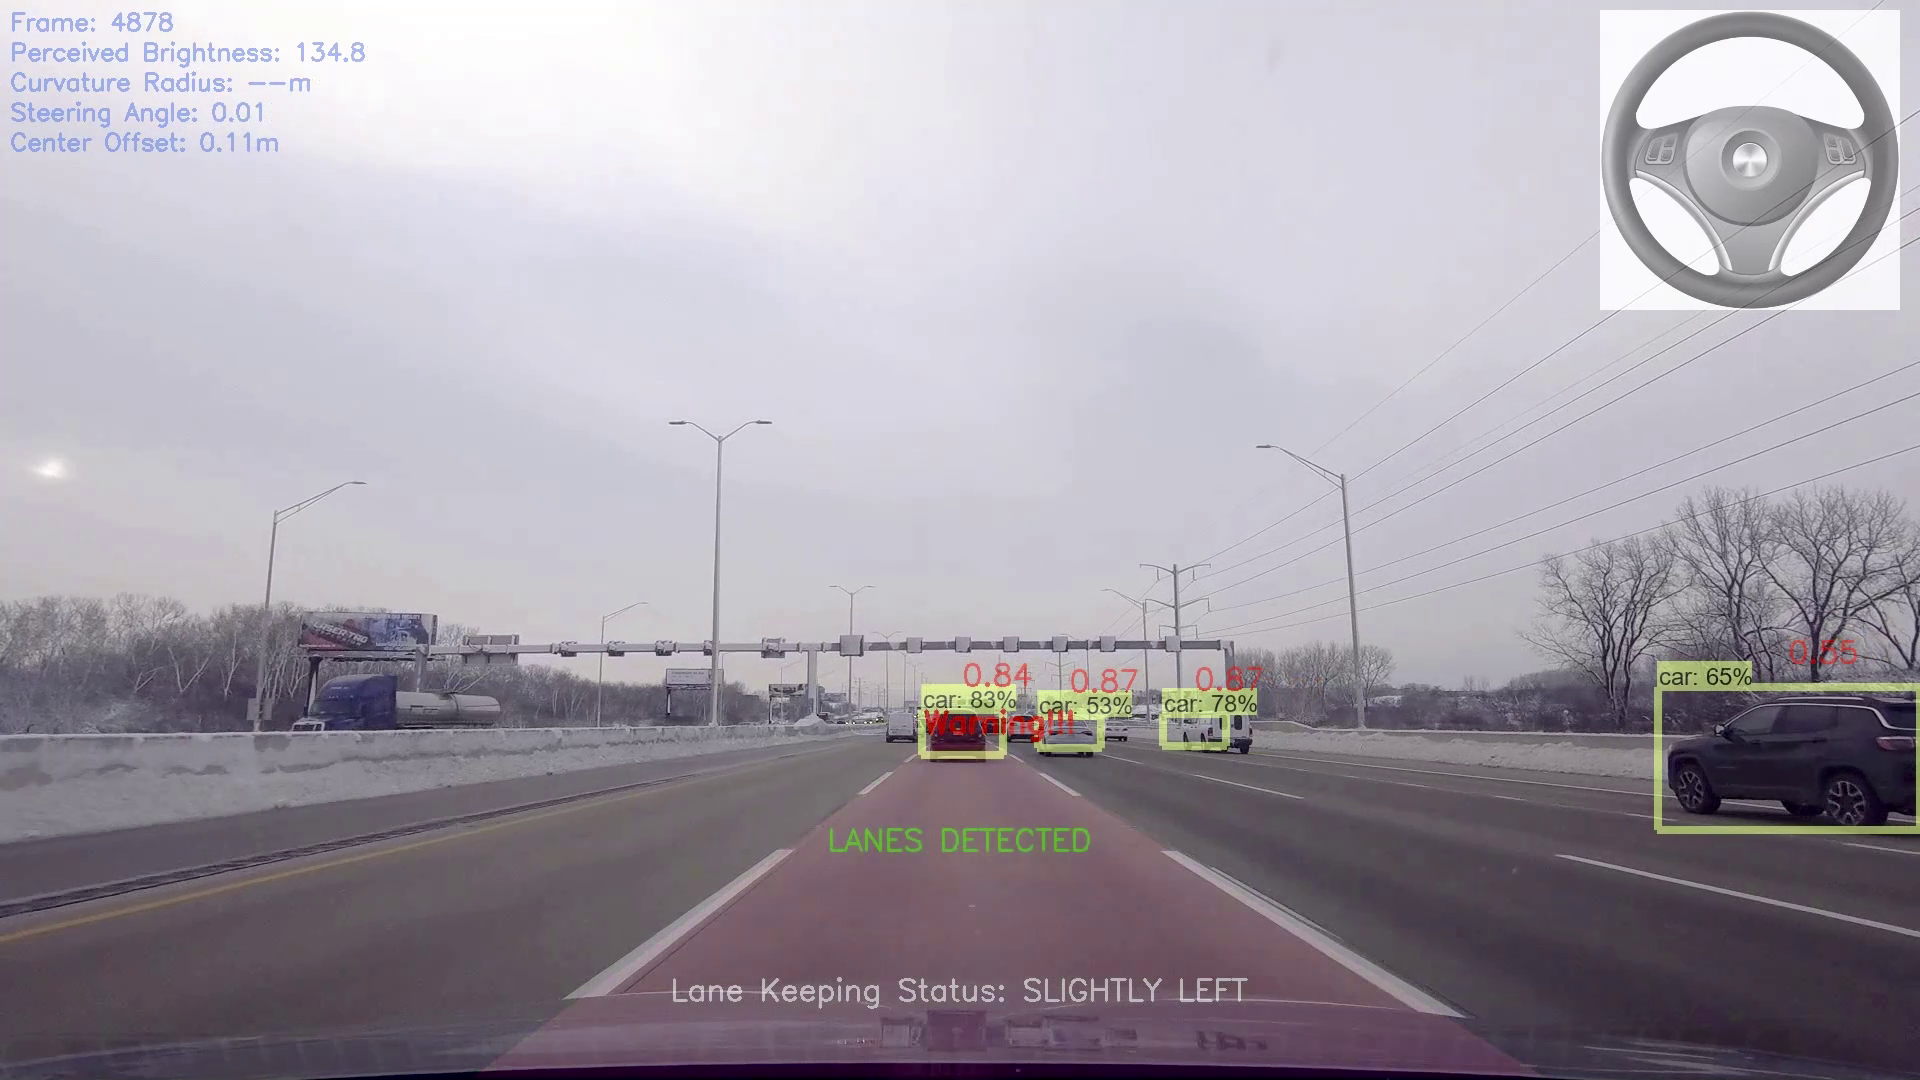 Frame: 4878
Perceived Brightness: 134.8
Curvature Radius: --m
Steering Angle: 0.01
Center Offset: 0.11m
0.55
car: 65%
0.84
0.87
0.87
car: 83%
car: 53%
car: 78%
Warning!!!
LANES DETECTED
Lane Keeping Status: SLIGHTLY LEFT